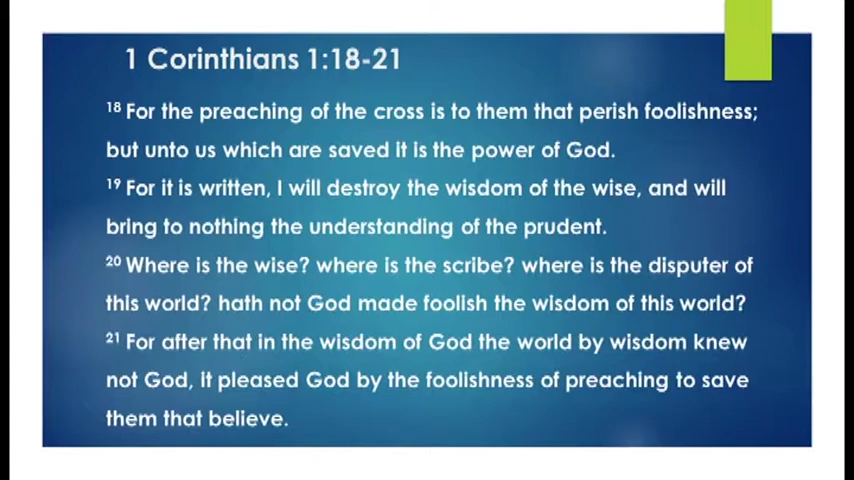 1 Corinthians 1:18-21
18 For the preaching of the cross is to them that perish foolishness;
but unto us which are saved it is the power of God.
19 For it is written, I will destroy the wisdom of the wise, and will
bring to nothing the understanding of the prudent.
20 Where is the wise? where is the scribe? where is the disputer of
this world? hath not God made foolish the wisdom of this world?
21 For after that in the wisdom of God the world by wisdom knew
not God, it pleased God by the foolishness of preaching to save
them that believe.